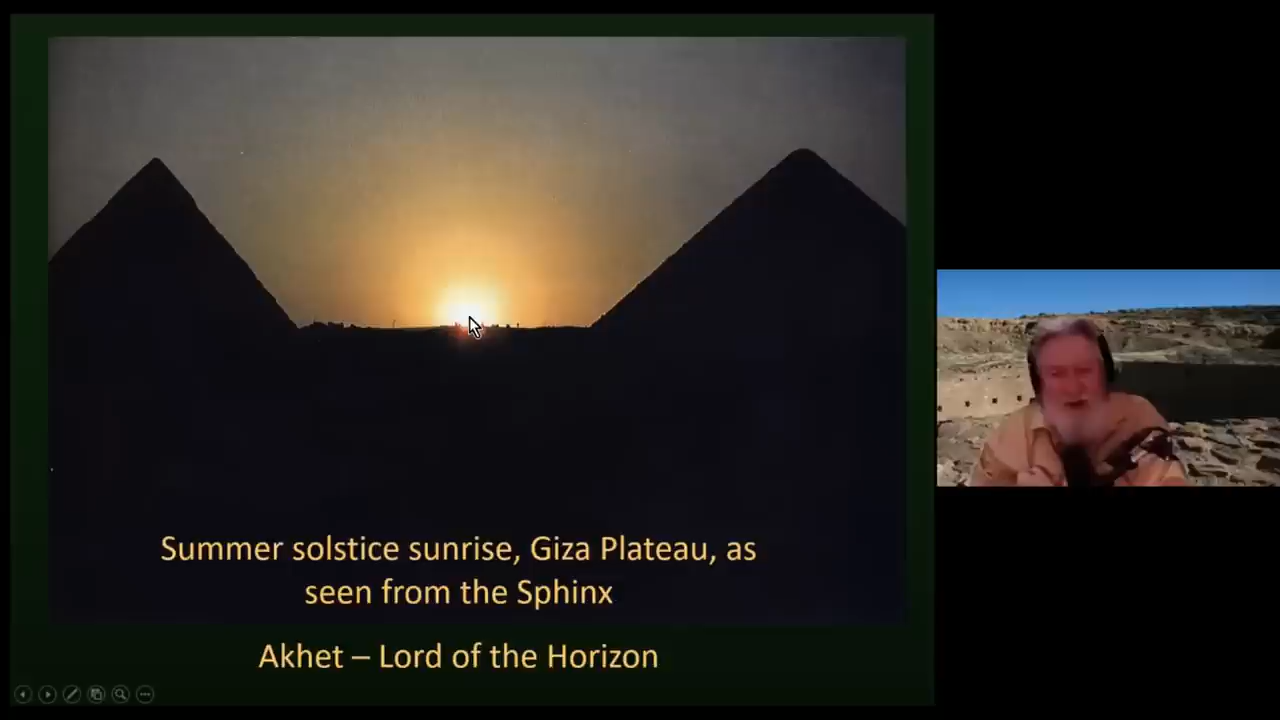 Summer solstice sunrise, Giza Plateau, as
seen from the Sphinx
Akhet – Lord of the Horizon